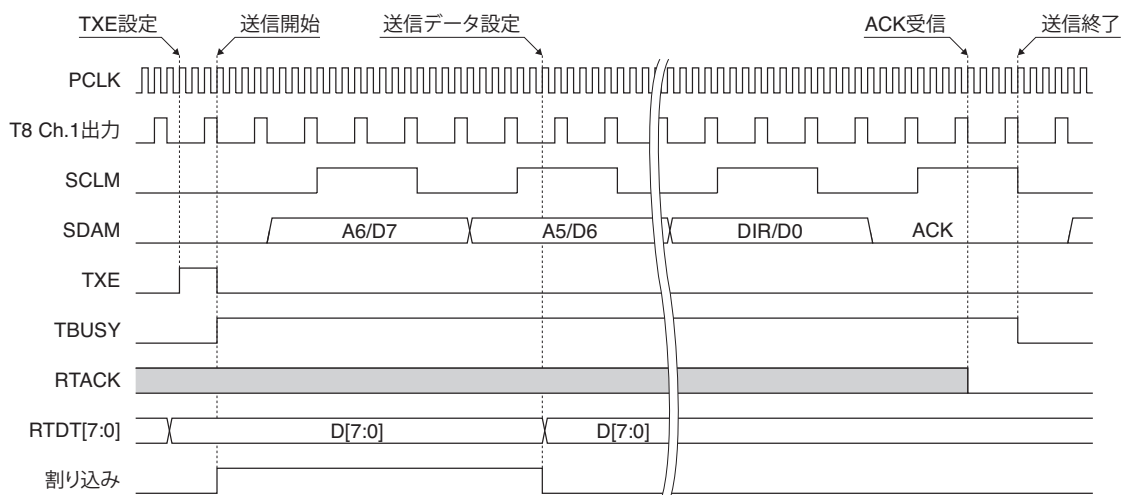 TXE設定 送信開始 送信データ設定 ACK受信 送信終了
PCLK
T8 Ch.1出力
SCLM
SDAM A6/D7 A5/D6 DIR/D0 ACK
TXE
TBUSY
RTACK
RTDT[7:0] D[7:0] D[7:0]
割り込み